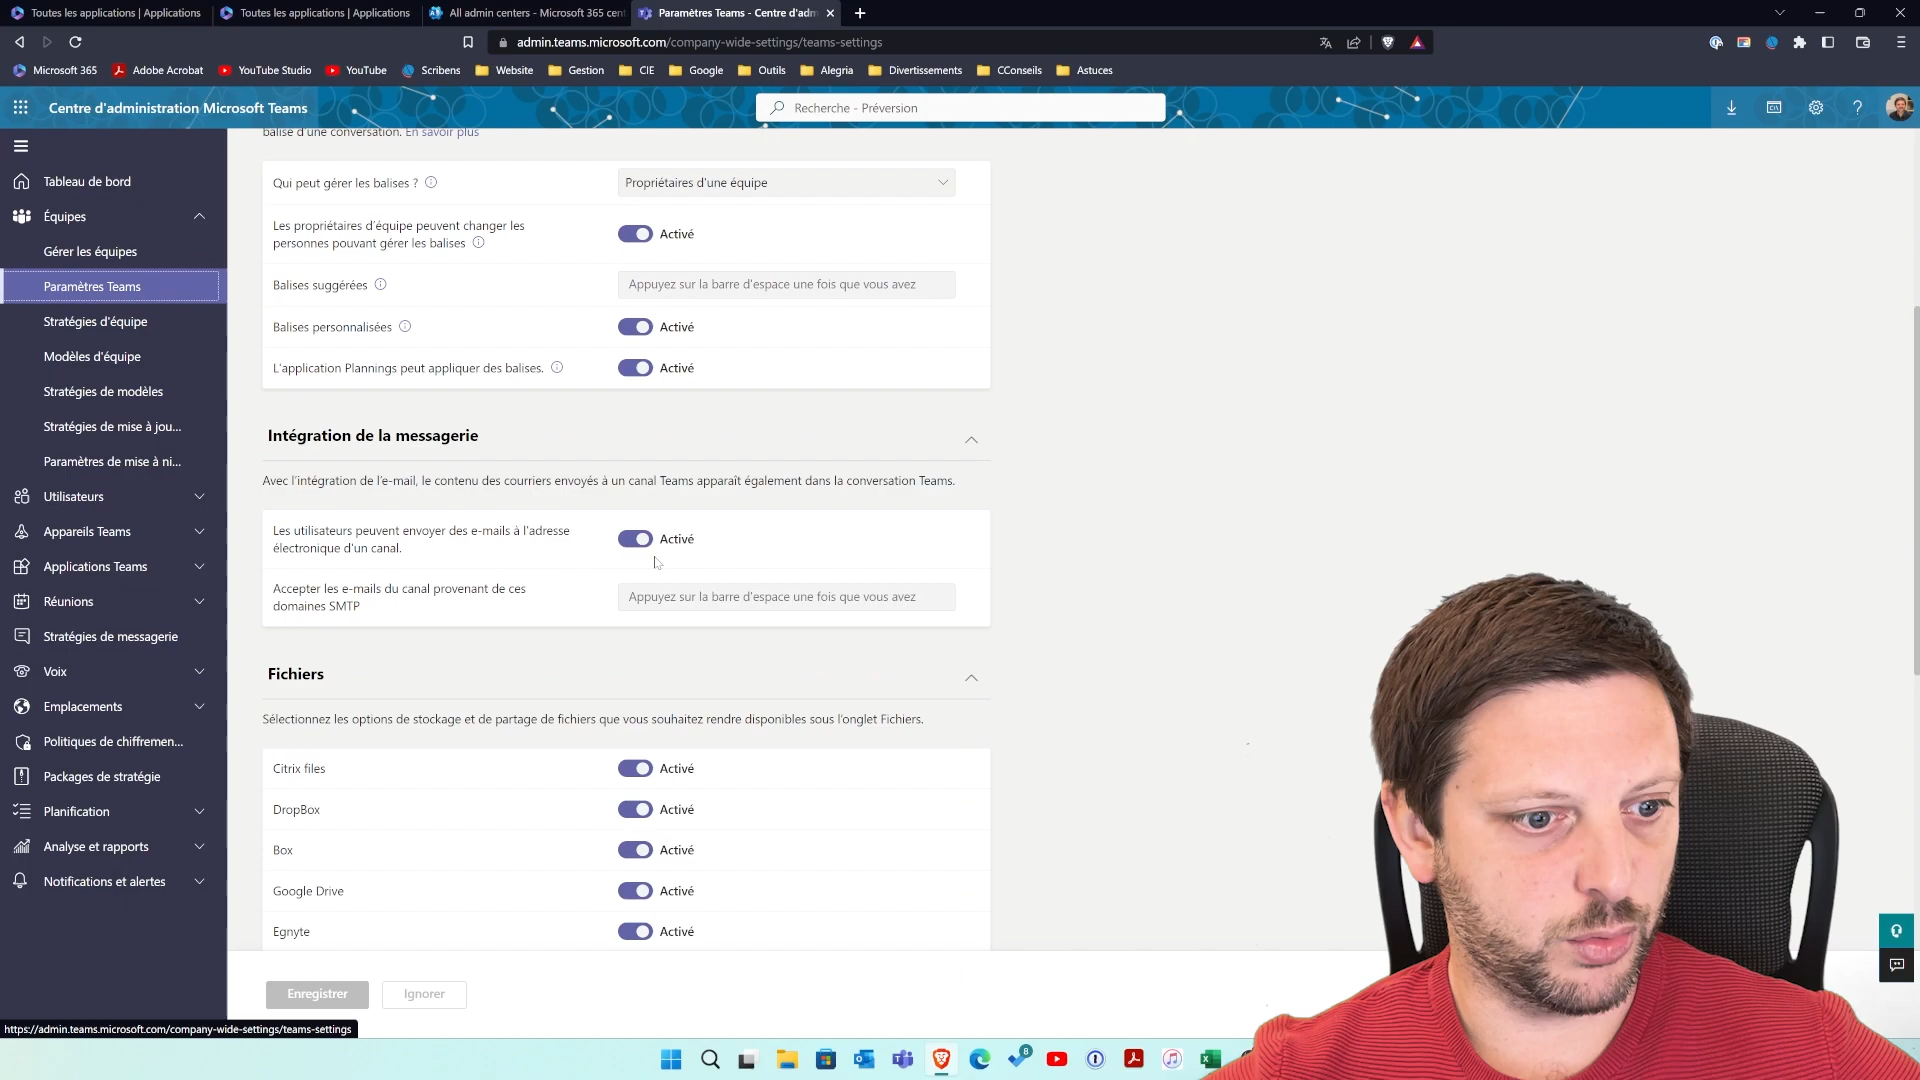 Toutes les applications | Applications
Toutes les applications | Applications
All admin centers - Microsoft 365 cent
Paramètres Teams - Centre d'adm
admin.teams.microsoft.com/company-wide-settings/teams-settings
Microsoft 365
Adobe Acrobat
YouTube Studio
YouTube
Scribens
Website
Gestion
CIE
Google
Outils
Alegria
Divertissements
CConseils
Astuces
Centre d'administration Microsoft Teams
Recherche - Préversion
balise d'une conversation. En savoir plus
Tableau de bord
Équipes
Gérer les équipes
Paramètres Teams
Stratégies d'équipe
Modèles d'équipe
Stratégies de modèles
Stratégies de mise à jou...
Paramètres de mise à ni...
Utilisateurs
Appareils Teams
Applications Teams
Réunions
Stratégies de messagerie
Voix
Emplacements
Politiques de chiffremen...
Packages de stratégie
Planification
Analyse et rapports
Notifications et alertes
Qui peut gérer les balises ?
Propriétaires d'une équipe
Les propriétaires d'équipe peuvent changer les
personnes pouvant gérer les balises
Activé
Balises suggérées
Appuyez sur la barre d'espace une fois que vous avez
Balises personnalisées
Activé
L'application Plannings peut appliquer des balises.
Activé
Intégration de la messagerie
Avec l'intégration de l'e-mail, le contenu des courriers envoyés à un canal Teams apparaît également dans la conversation Teams.
Les utilisateurs peuvent envoyer des e-mails à l'adresse
électronique d'un canal.
Activé
Accepter les e-mails du canal provenant de ces
domaines SMTP
Appuyez sur la barre d'espace une fois que vous avez
Fichiers
Sélectionnez les options de stockage et de partage de fichiers que vous souhaitez rendre disponibles sous l'onglet Fichiers.
Citrix files
Activé
DropBox
Activé
Box
Activé
Google Drive
Activé
Egnyte
Activé
Enregistrer
Ignorer
https://admin.teams.microsoft.com/company-wide-settings/teams-settings
8